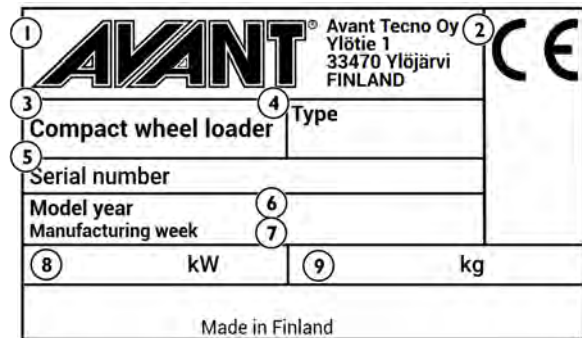 1 AVANT® Avant Tecno Oy 2 CE
Ylötie 1
33470 Ylöjärvi
FINLAND
3 4
Compact wheel loader Type
5
Serial number
Model year 6
Manufacturing week 7
8 kW 9 kg
Made in Finland